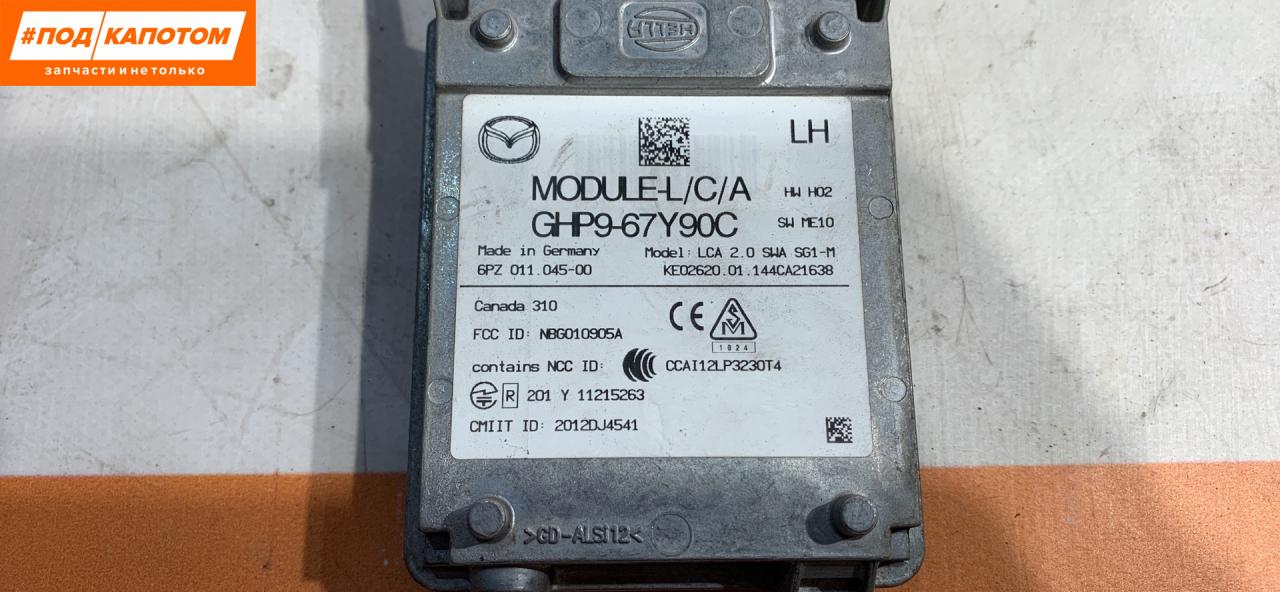 #ПОД КАПОТОМ
запчасти и не только
HELLA
LH
MODULE-L/C/A HW H02
GHP9-67Y90C SW ME10
Made in Germany Model: LCA 2.0 SWA SG1-M
6PZ 011.045-00 KE02620.01.144CA21638
Canada 310
FCC ID: NBG010905A
1024
contains NCC ID: CCAI12LP3230T4
R 201 Y 11215263
CMIIT ID: 2012DJ4541
>GD-ALSI12<